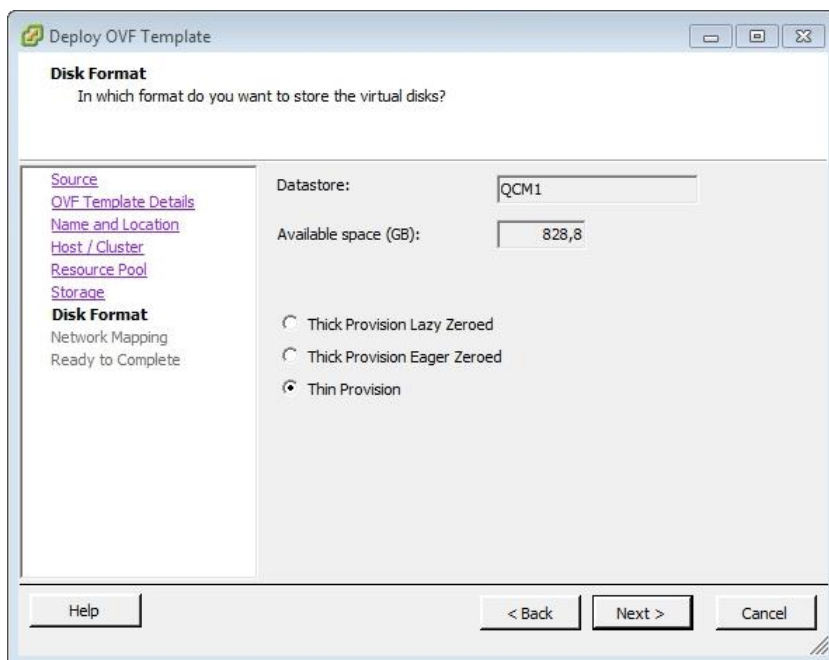 Deploy OVF Template
Disk Format
In which format do you want to store the virtual disks?
Source
OVF Template Details
Name and Location
Host / Cluster
Resource Pool
Storage
Disk Format
Network Mapping
Ready to Complete
Datastore:
QCM1
Available space (GB):
828,8
Thick Provision Lazy Zeroed
Thick Provision Eager Zeroed
Thin Provision
Help
< Back
Next >
Cancel